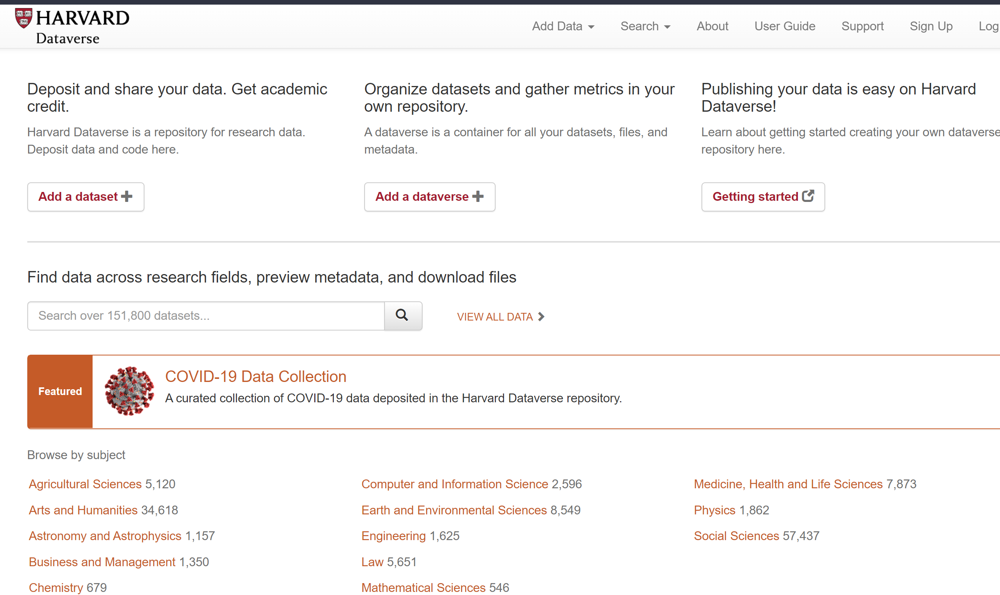 VE RI TAS
HARVARD
Dataverse
Add Data
Search
About
User Guide
Support
Sign Up
Log
Deposit and share your data. Get academic
credit.
Harvard Dataverse is a repository for research data.
Deposit data and code here.
Add a dataset
Organize datasets and gather metrics in your
own repository.
A dataverse is a container for all your datasets, files, and
metadata.
Add a dataverse
Publishing your data is easy on Harvard
Dataverse!
Learn about getting started creating your own dataverse
repository here.
Getting started
Find data across research fields, preview metadata, and download files
Search over 151,800 datasets...
VIEW ALL DATA
Featured
COVID-19 Data Collection
A curated collection of COVID-19 data deposited in the Harvard Dataverse repository.
Browse by subject
Agricultural Sciences 5,120
Arts and Humanities 34,618
Astronomy and Astrophysics 1,157
Business and Management 1,350
Chemistry 679
Computer and Information Science 2,596
Earth and Environmental Sciences 8,549
Engineering 1,625
Law 5,651
Mathematical Sciences 546
Medicine, Health and Life Sciences 7,873
Physics 1,862
Social Sciences 57,437